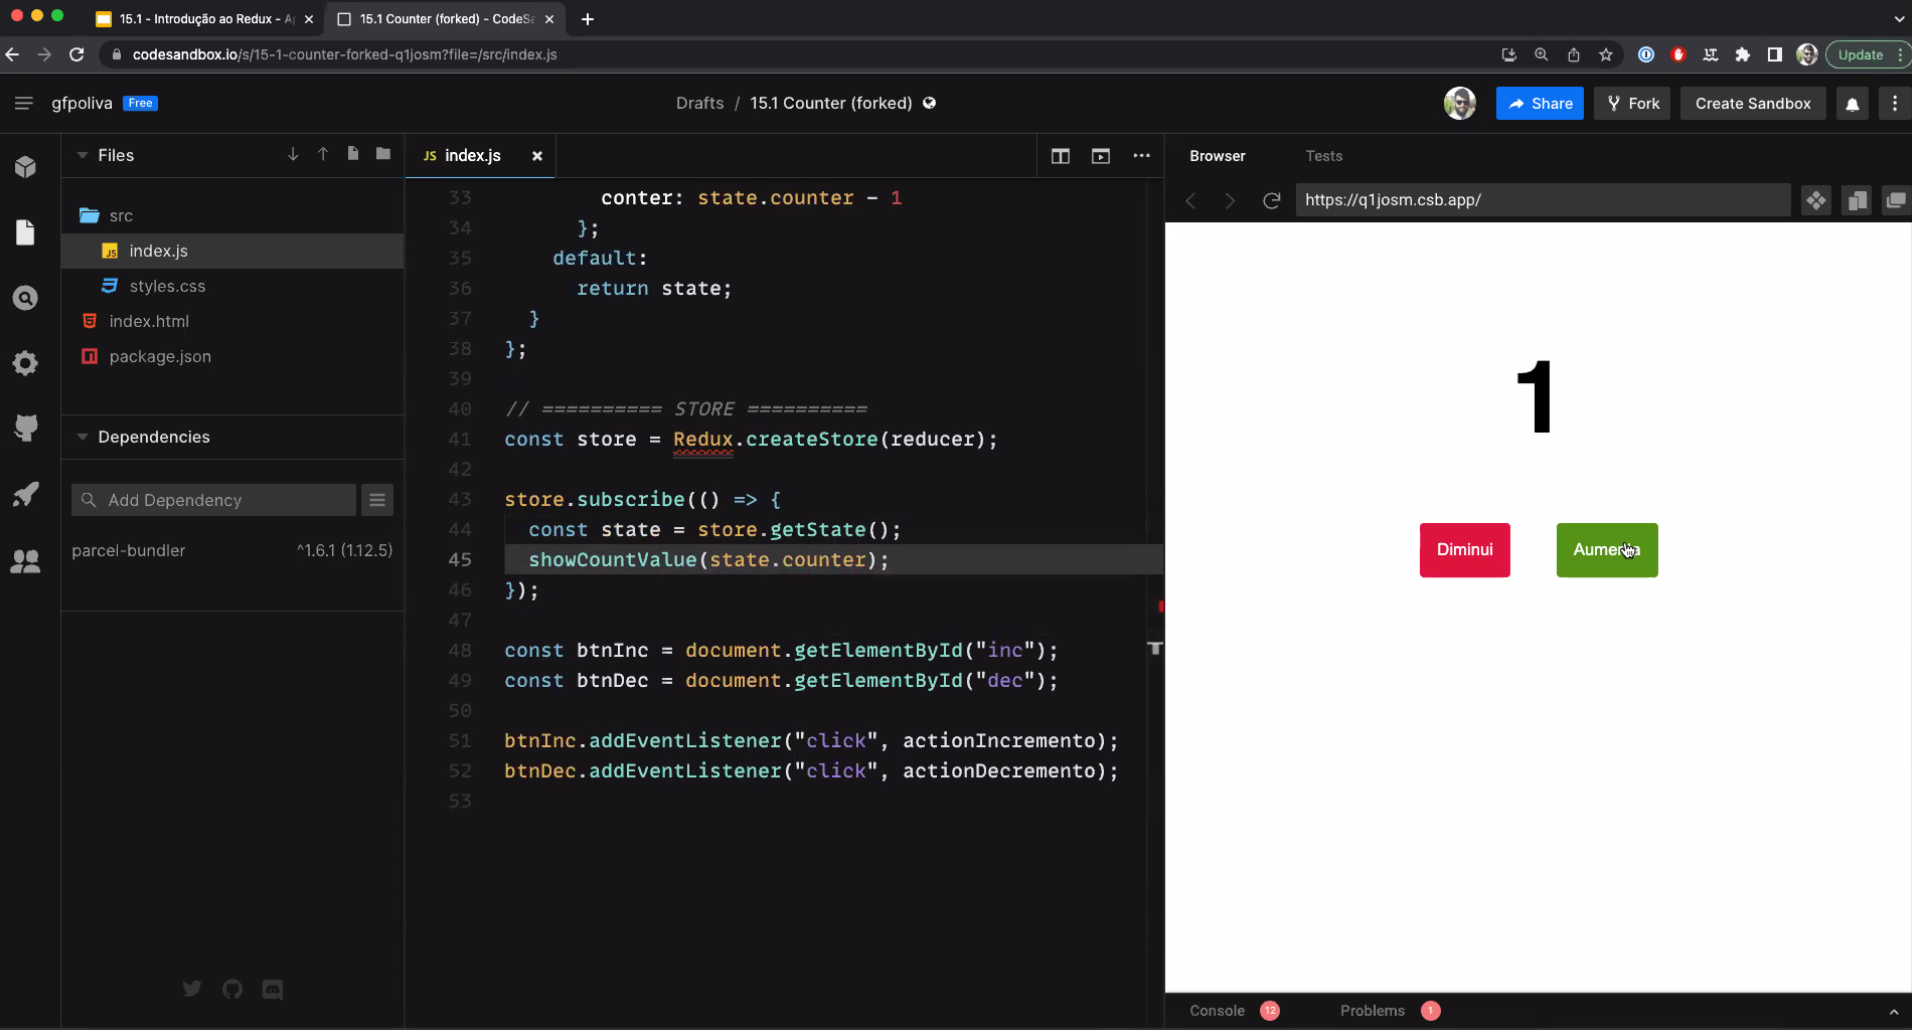 15.1 - Introdução ao Redux - A
15.1 Counter (forked) - CodeSa
codesandbox.io/s/15-1-counter-forked-q1josm?file=/src/index.js
Update
gfpoliva
Free
Drafts / 15.1 Counter (forked)
Share
Fork
Create Sandbox
Files
src
index.js
styles.css
index.html
package.json
Dependencies
Add Dependency
parcel-bundler ^1.6.1 (1.12.5)
JS index.js
33 conter: state.counter - 1
34 };
35 default:
36 return state;
37 }
38 };
39
40 // ========== STORE ==========
41 const store = Redux.createStore(reducer);
42
43 store.subscribe(() => {
44 const state = store.getState();
45 showCountValue(state.counter);
46 });
47
48 const btnInc = document.getElementById("inc");
49 const btnDec = document.getElementById("dec");
50
51 btnInc.addEventListener("click", actionIncremento);
52 btnDec.addEventListener("click", actionDecremento);
53
Browser
Tests
https://q1josm.csb.app/
1
Diminui
Console 12
Problems 1